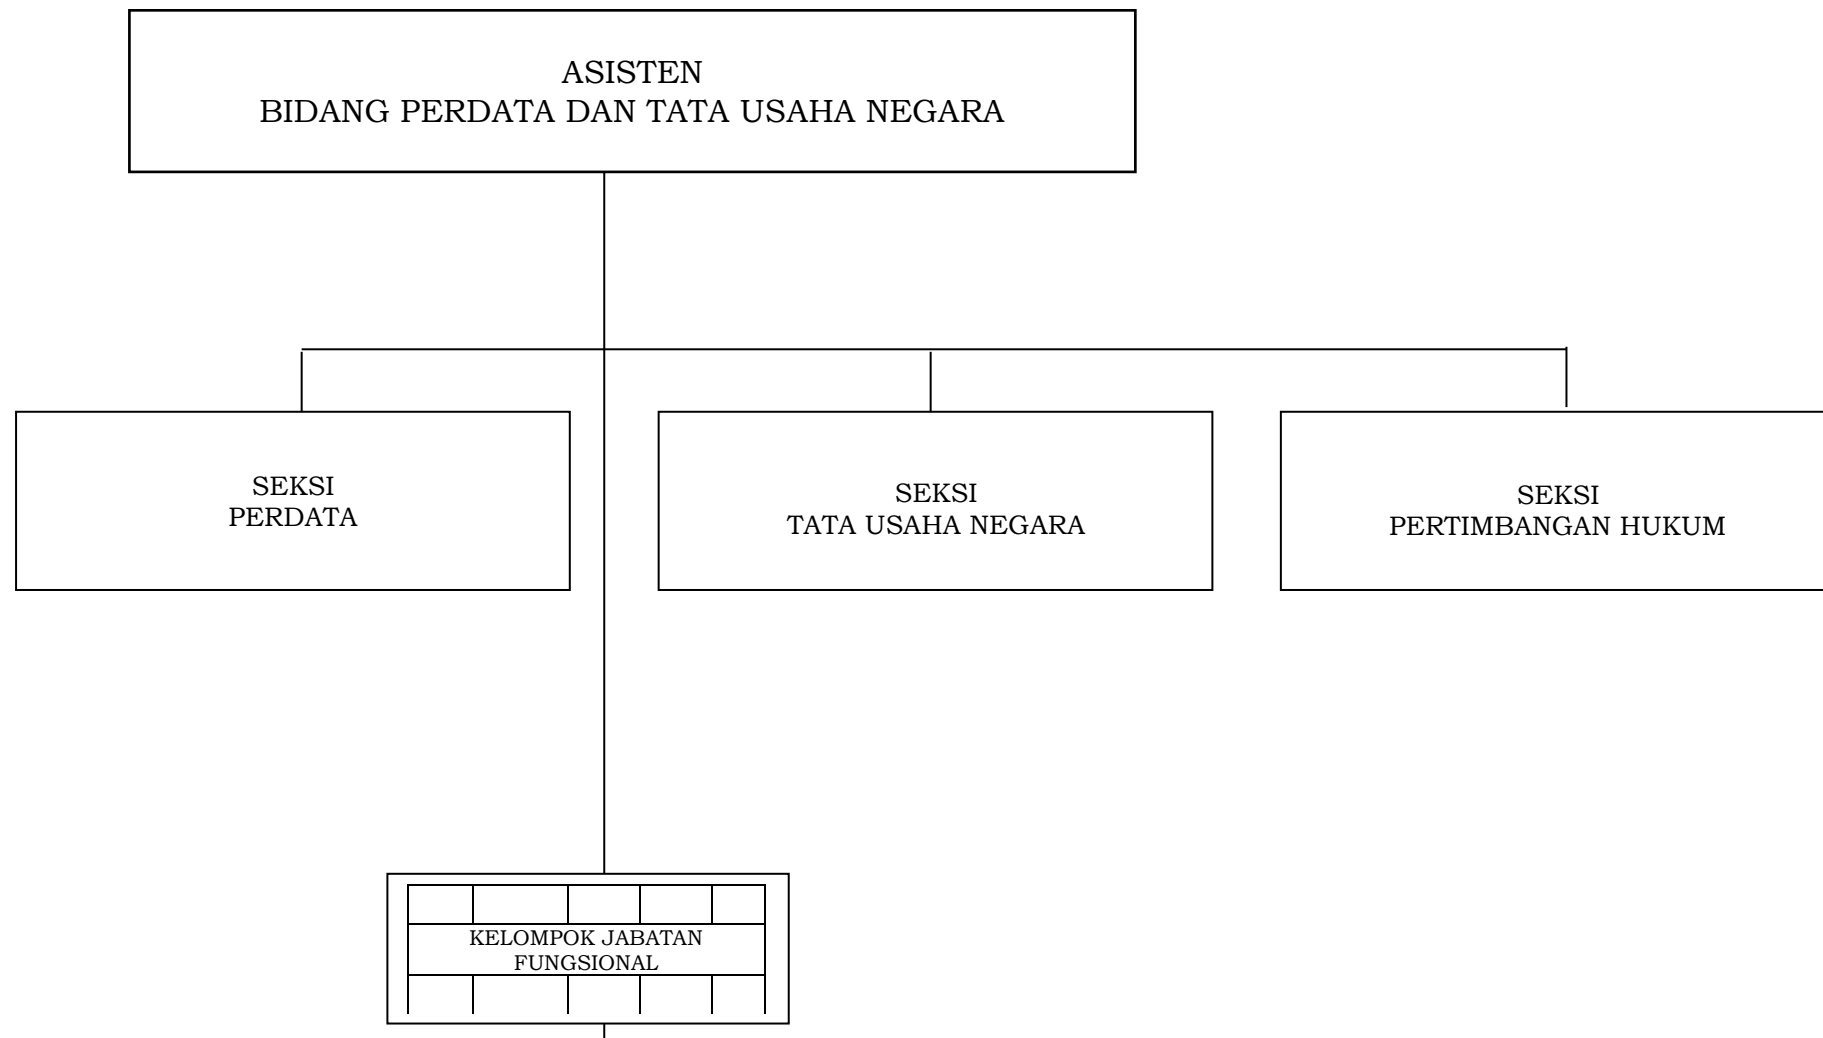 ASISTEN
BIDANG PERDATA DAN TATA USAHA NEGARA
SEKSI
PERDATA
SEKSI
TATA USAHA NEGARA
SEKSI
PERTIMBANGAN HUKUM
KELOMPOK JABATAN
FUNGSIONAL